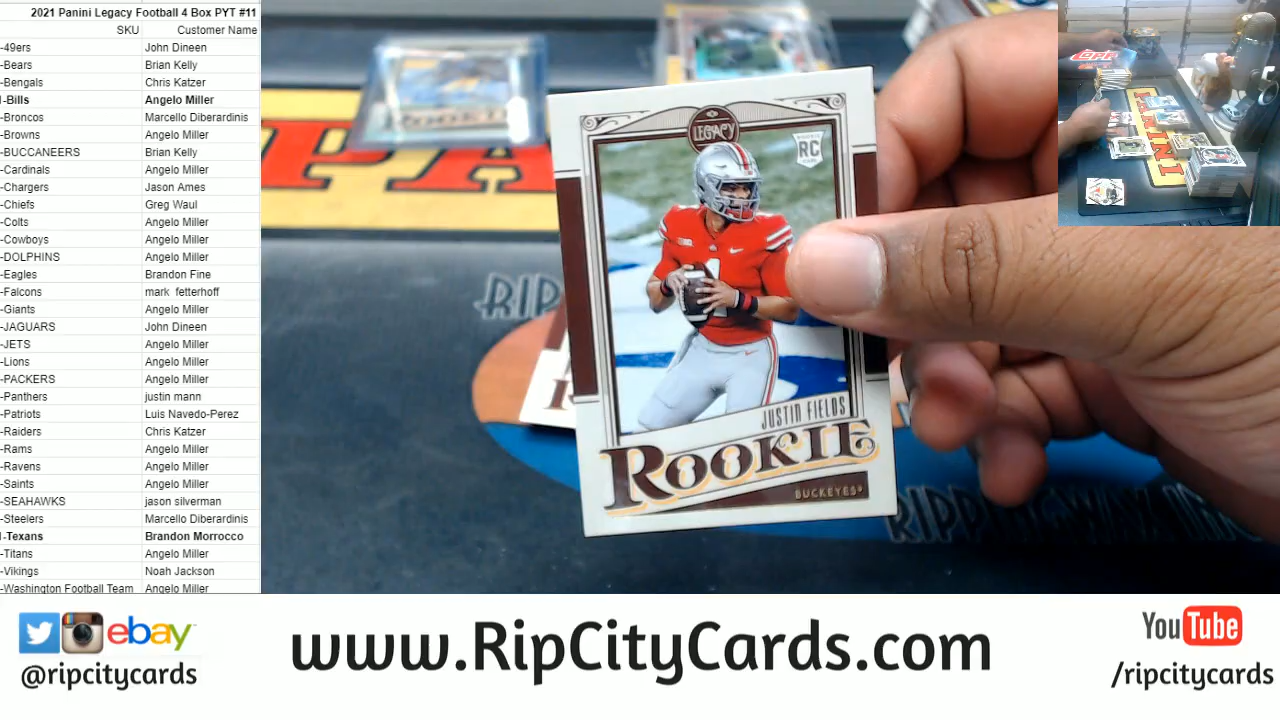 2021 Panini Legacy Football 4 Box PYT #11
SKU Customer Name
-49ers John Dineen
-Bears Brian Kelly
-Bengals Chris Katzer
-Bills Angelo Miller
-Broncos Marcello Diberardinis
-Browns Angelo Miller
-BUCCANEERS Brian Kelly
-Cardinals Angelo Miller
-Chargers Jason Ames
-Chiefs Greg Waul
-Colts Angelo Miller
-Cowboys Angelo Miller
-DOLPHINS Angelo Miller
-Eagles Brandon Fine
-Falcons mark fetterhoff
-Giants Angelo Miller
-JAGUARS John Dineen
-JETS Angelo Miller
-Lions Angelo Miller
-PACKERS Angelo Miller
-Panthers justin mann
-Patriots Luis Navedo-Perez
-Raiders Chris Katzer
-Rams Angelo Miller
-Ravens Angelo Miller
-Saints Angelo Miller
-SEAHAWKS jason silverman
-Steelers Marcello Diberardinis
-Texans Brandon Morrocco
-Titans Angelo Miller
-Vikings Noah Jackson
-Washington Football Team Angelo Miller
LEGACY
RC
JUSTIN FIELDS
ROOKIE
BUCKEYES
RIP
PANINI
ebay
@ripcitycards
www.RipCityCards.com
YouTube
/ripcitycards